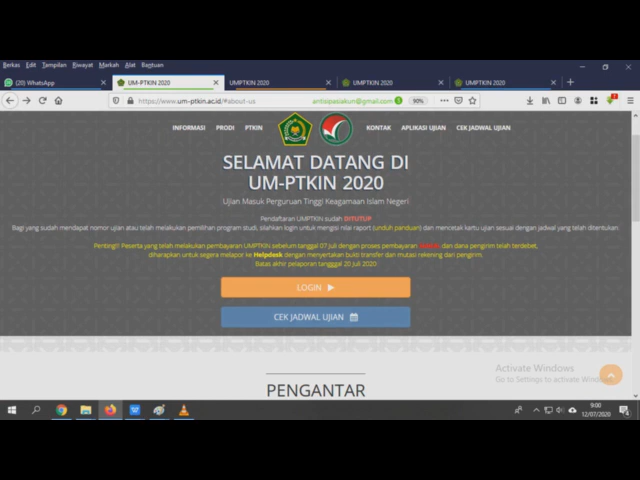 Berkas Edit Tampilan Riwayat Markah Alat Bantuan
(20) WhatsApp
UM-PTKIN 2020
UMPTKIN 2020
UMPTKIN 2020
UMPTKIN 2020
https://www.um-ptkin.ac.id/#about-us
90%
INFORMASI PRODI PTKIN KONTAK APLIKASI UJIAN CEK JADWAL UJIAN
SELAMAT DATANG DI
UM-PTKIN 2020
Ujian Masuk Perguruan Tinggi Keagamaan Islam Negeri
Pendaftaran UMPTKIN sudah DITUTUP
Bagi yang sudah mendapat nomor ujian atau telah melakukan pemilihan program studi, silahkan login untuk mengisi nilai raport (unduh panduan) dan mencetak kartu ujian sesuai dengan jadwal yang telah ditentukan
Penting!! Peserta yang telah melakukan pembayaran UMPTKIN sebelum tanggal 07 Juli dengan proses pembayaran dan dana pengirim telah terdebet,
diharapkan untuk segera melapor ke Helpdesk dengan menyertakan bukti transfer dan mutasi rekening dari pengirim.
Batas akhir pelaporan tangggal 20 Juli 2020
LOGIN
CEK JADWAL UJIAN
PENGANTAR
Activate Windows
Go to Settings to activate Windows.
9:00
12/07/2020